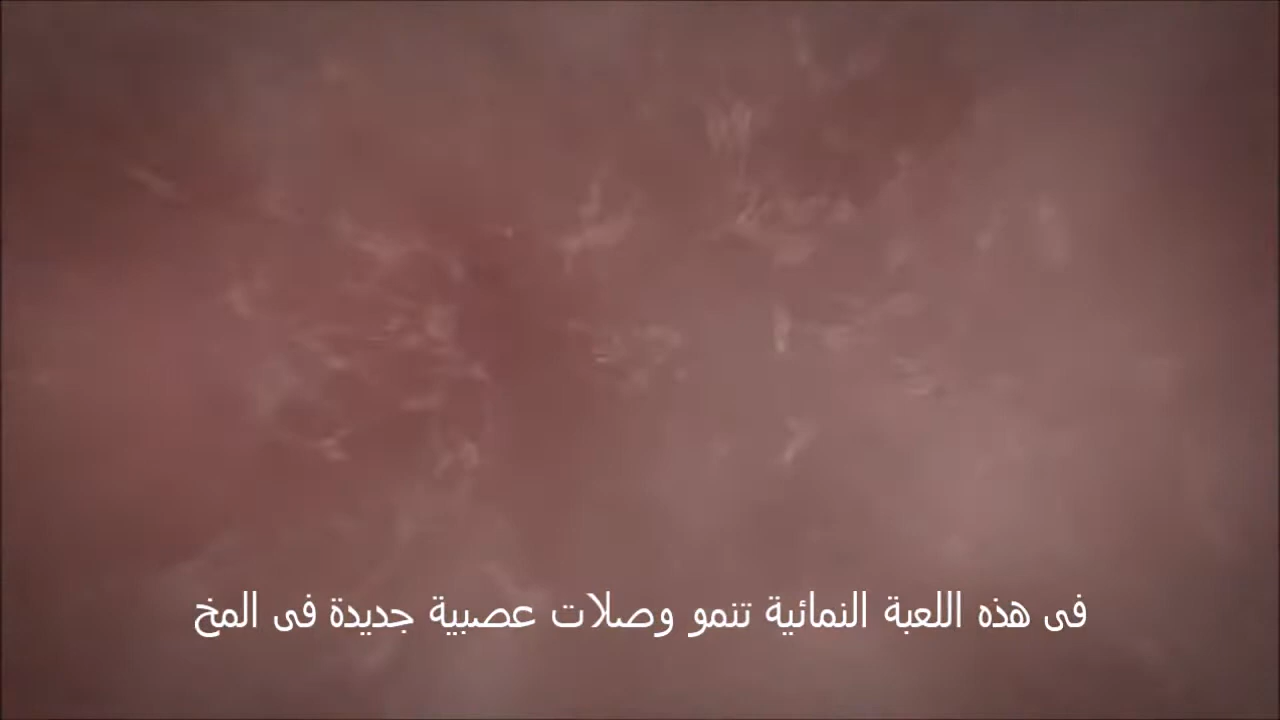 فى هذه اللعبة النمائية تنمو وصلات عصبية جديدة فى المخ